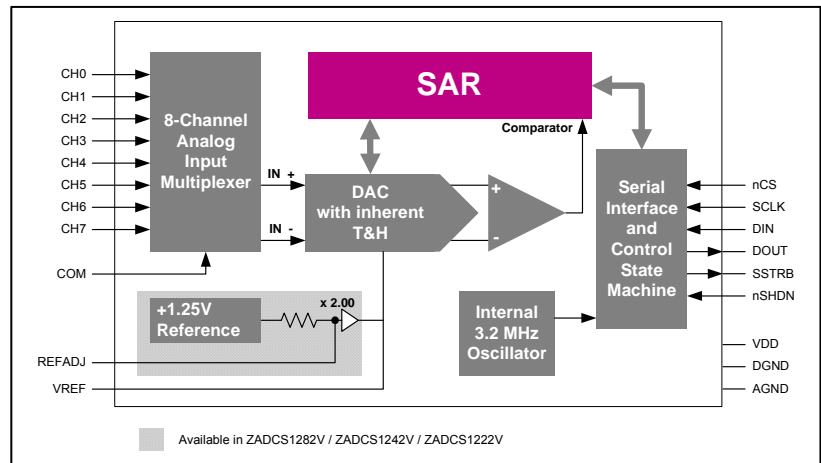 SAR
CH0
CH1
CH2
CH3
CH4
CH5
CH6
CH7
COM
8-Channel
Analog
Input
Multiplexer
IN +
IN -
DAC
with inherent
T&H
Comparator
+
-
Serial
Interface
and
Control
State
Machine
nCS
SCLK
DIN
DOUT
SSTRB
nSHDN
+1.25V
Reference
x 2.00
Internal
3.2 MHz
Oscillator
REFADJ
VREF
VDD
DGND
AGND
Available in ZADCS1282V / ZADCS1242V / ZADCS1222V